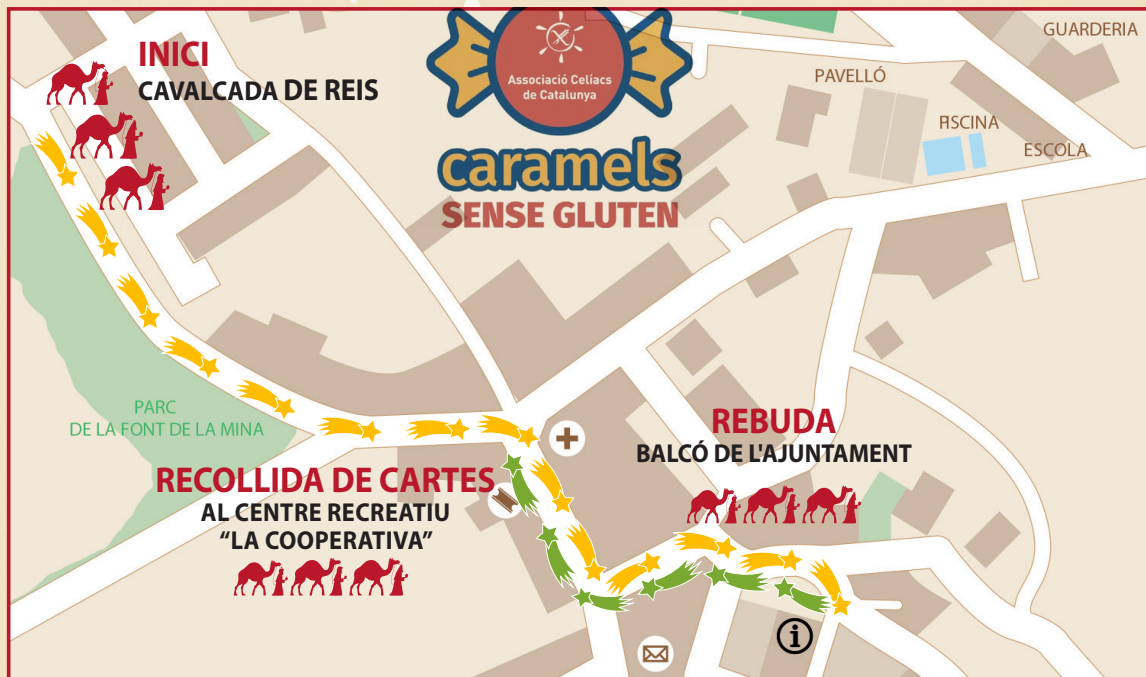 INICI
CAVALCADA DE REIS
Associació Celíacs
de Catalunya
caramels
SENSE GLUTEN
GUARDERIA
PAVELLÓ
PISCINA
ESCOLA
PARC
DE LA FONT DE LA MINA
RECOLLIDA DE CARTES
AL CENTRE RECREATIU
“LA COOPERATIVA”
REBUDA
BALCÓ DE L'AJUNTAMENT
i